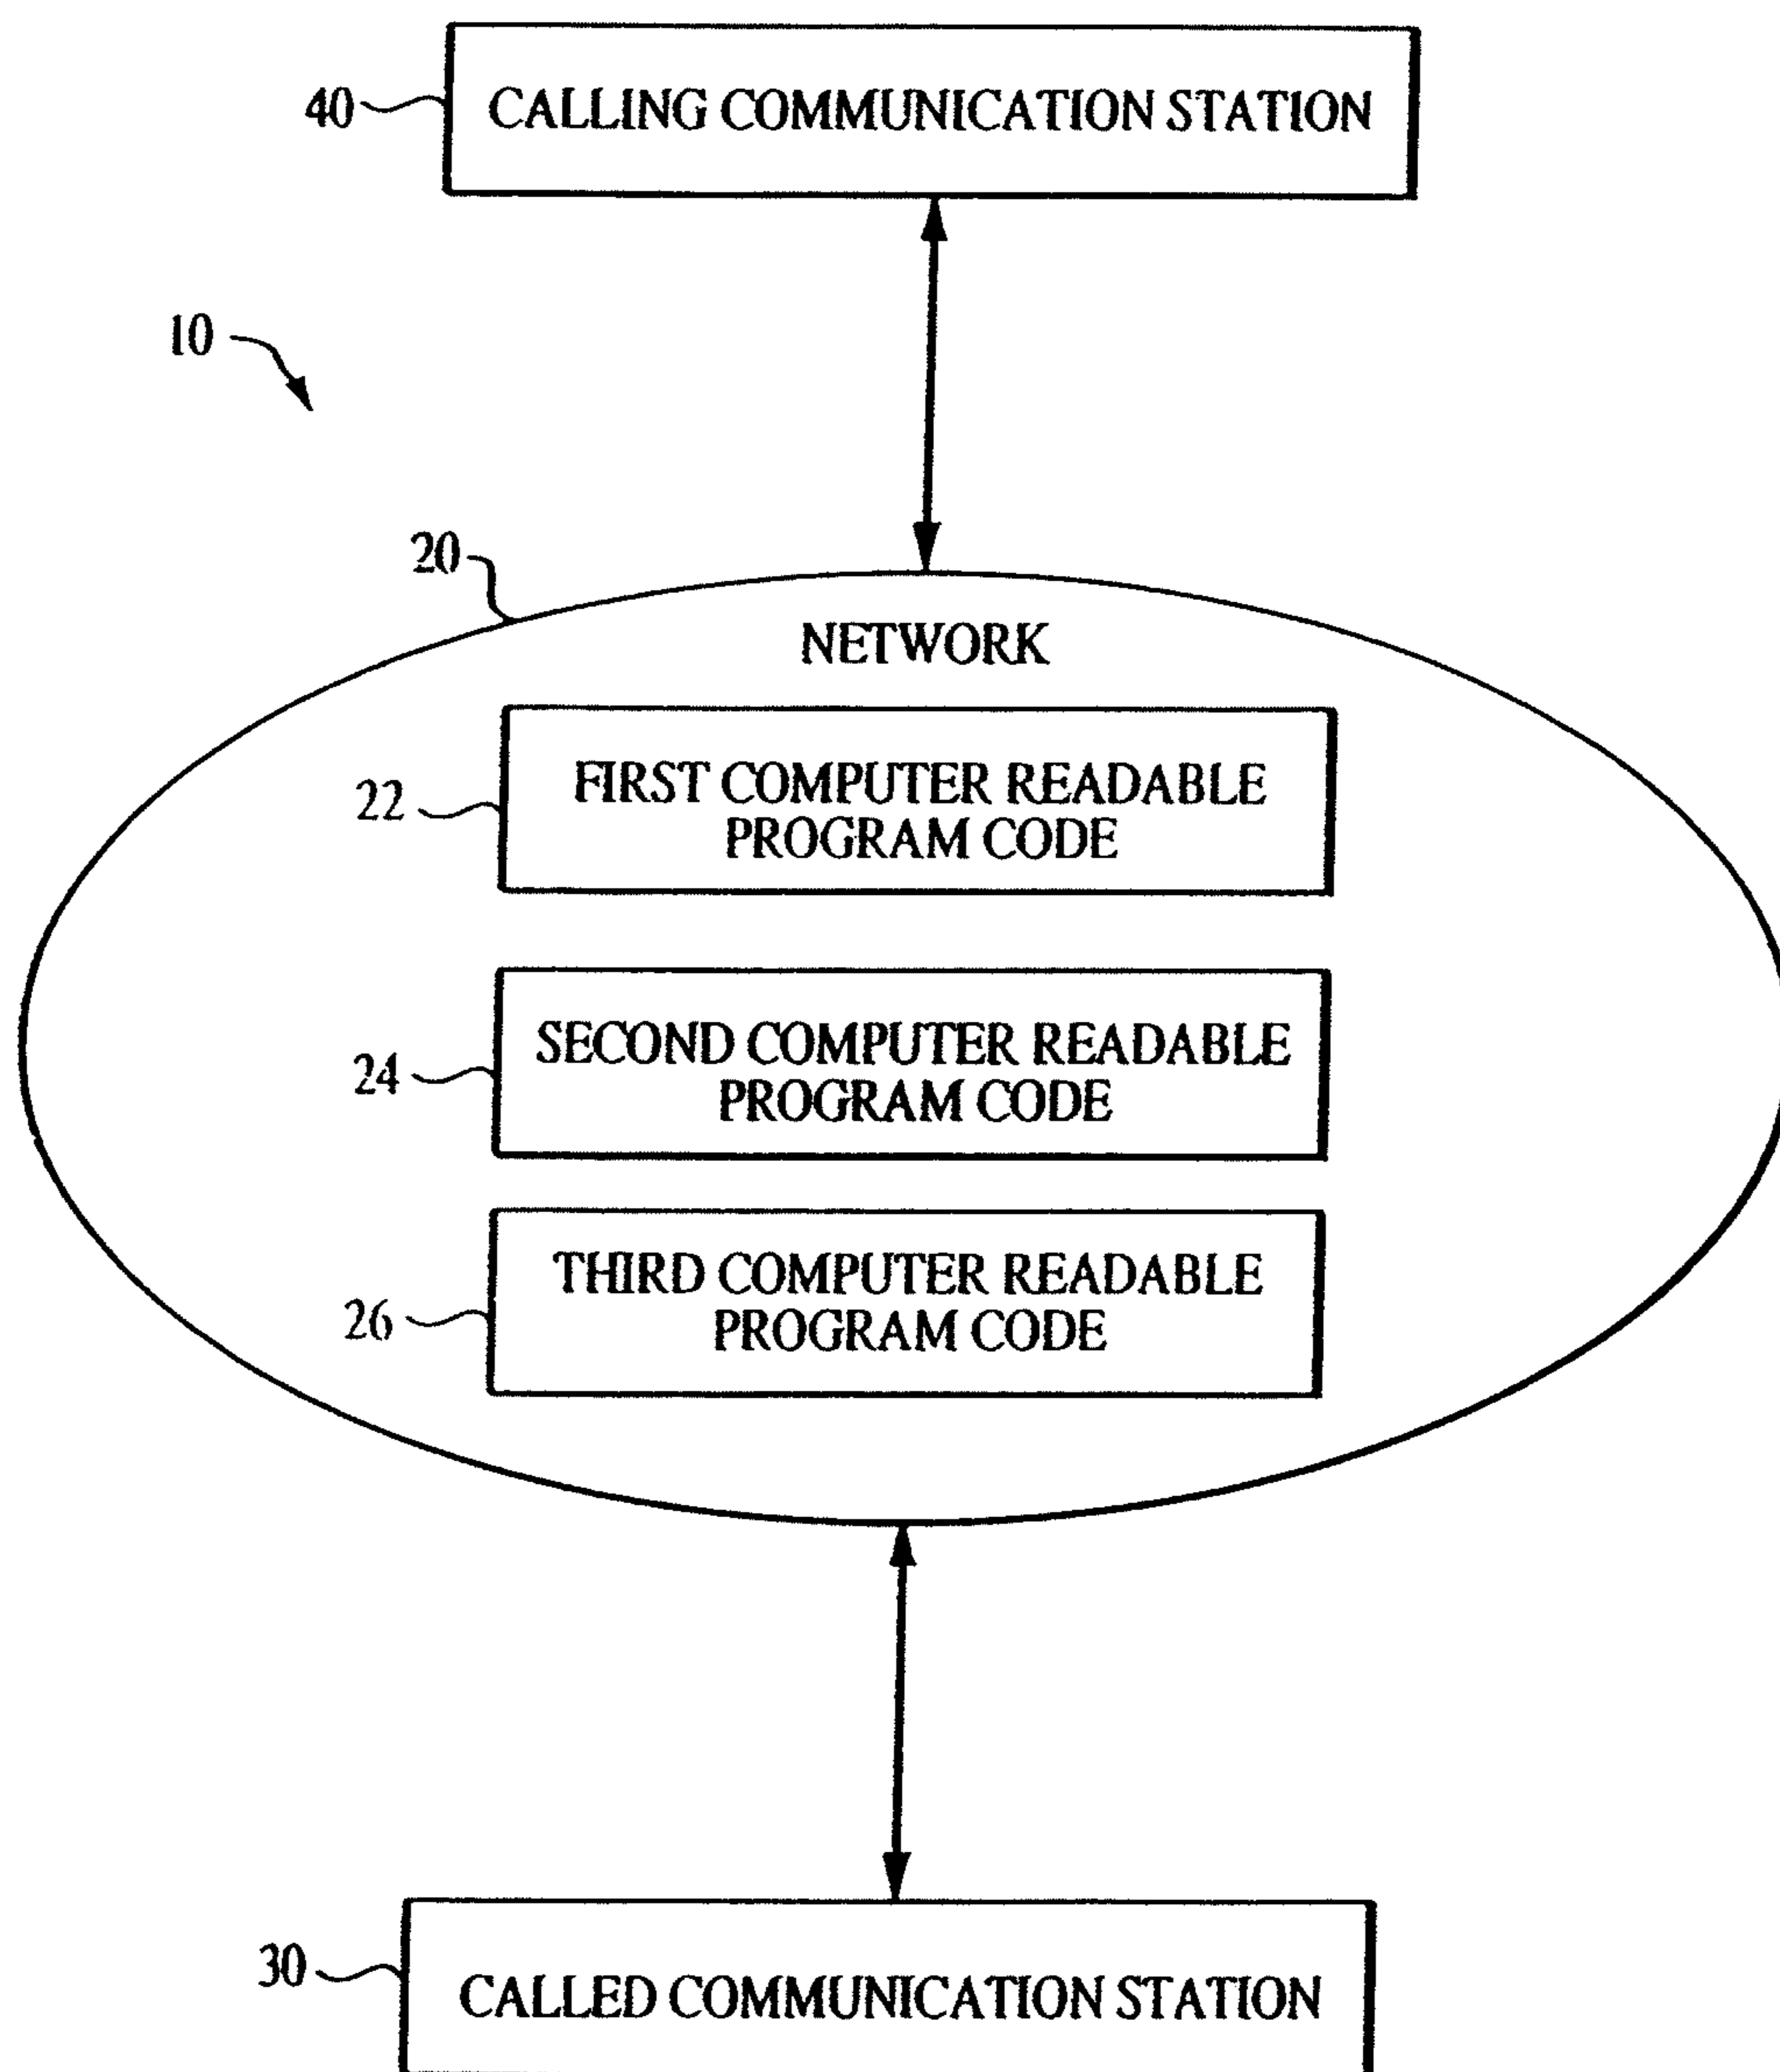 40 CALLING COMMUNICATION STATION
10
20
NETWORK
22 FIRST COMPUTER READABLE
PROGRAM CODE
24 SECOND COMPUTER READABLE
PROGRAM CODE
26 THIRD COMPUTER READABLE
PROGRAM CODE
30 CALLED COMMUNICATION STATION